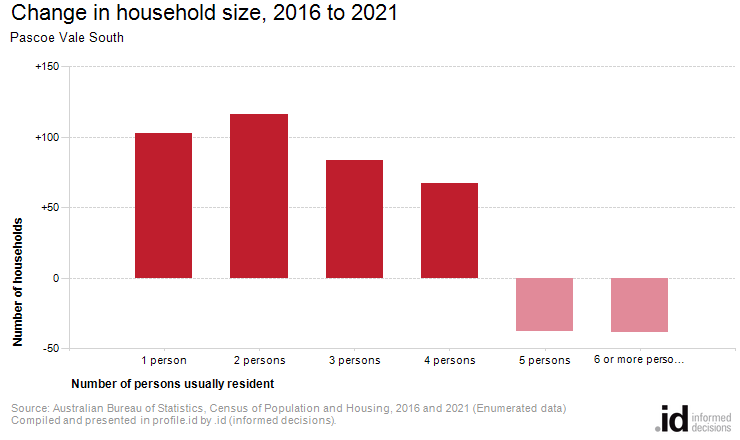 Change in household size, 2016 to 2021
Pascoe Vale South
+150
+100
+50
0
-50
Number of households
1 person
2 persons
3 persons
4 persons
5 persons
6 or more perso...
Number of persons usually resident
Source: Australian Bureau of Statistics, Census of Population and Housing, 2016 and 2021 (Enumerated data)
Compiled and presented in profile.id by .id (informed decisions).
.id informed
decisions